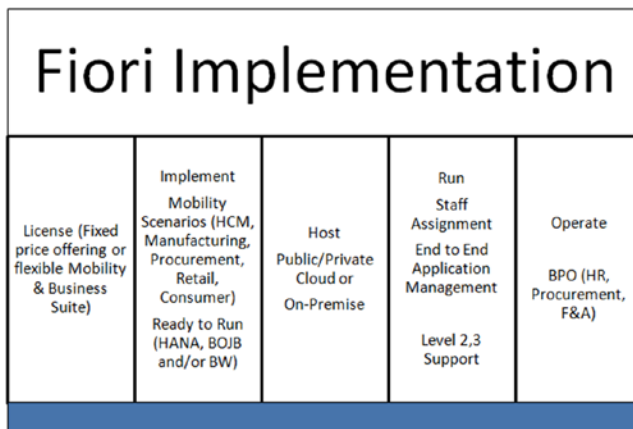 Fiori Implementation
License (Fixed
price offering or
flexible Mobility
& Business
Suite)
Implement
Mobility
Scenarios (HCM,
Manufacturing,
Procurement,
Retail,
Consumer)
Ready to Run
(HANA, BOJB
and/or BW)
Host
Public/Private
Cloud or
On-Premise
Run
Staff
Assignment
End to End
Application
Management
Level 2,3
Support
Operate
BPO (HR,
Procurement,
F&A)